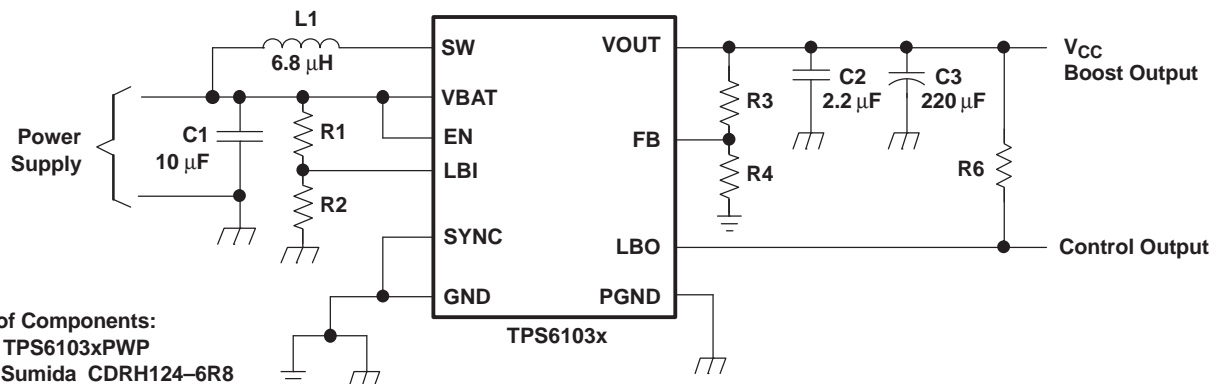 L1
6.8 μH
SW
VBAT
EN
LBI
SYNC
GND
VOUT
FB
LBO
PGND
TPS6103x
Power
Supply
C1
10 μF
R1
R2
R3
R4
C2
2.2 μF
C3
220 μF
R6
VCC
Boost Output
Control Output
of Components:
TPS6103xPWP
Sumida CDRH124–6R8